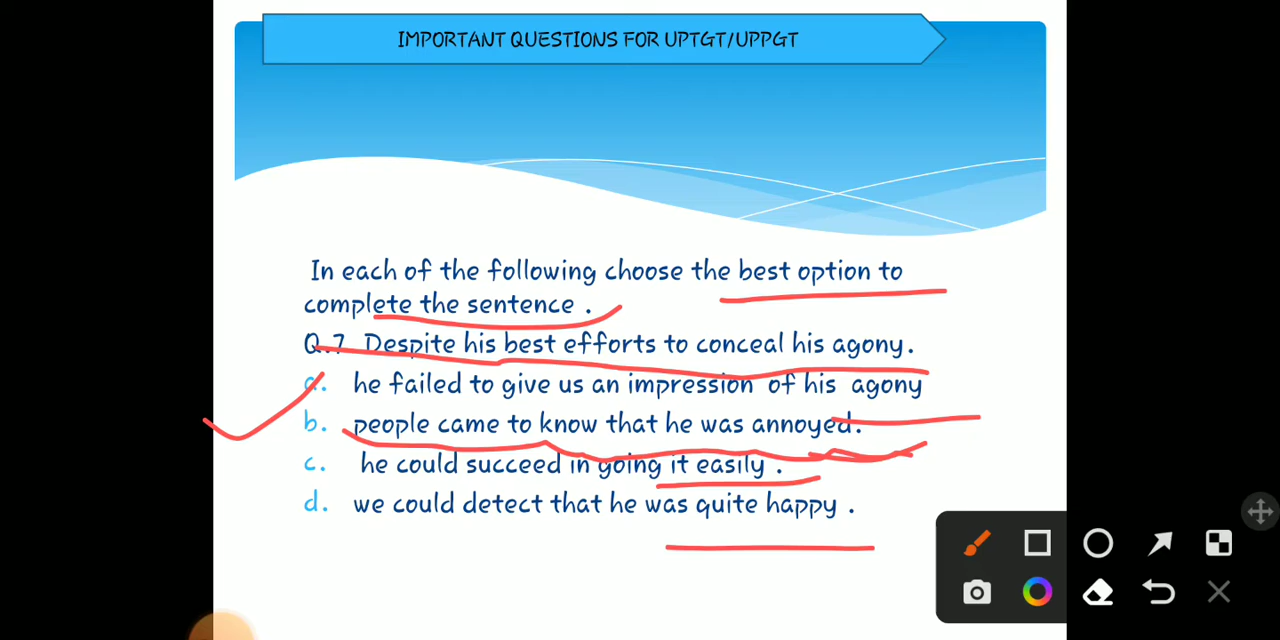 IMPORTANT QUESTIONS FOR UPTGT/UPPGT
In each of the following choose the best option to
complete the sentence .
Q.7 Despite his best efforts to conceal his agony.
a. he failed to give us an impression of his agony
b. people came to know that he was annoyed.
c. he could succeed in going it easily .
d. we could detect that he was quite happy .